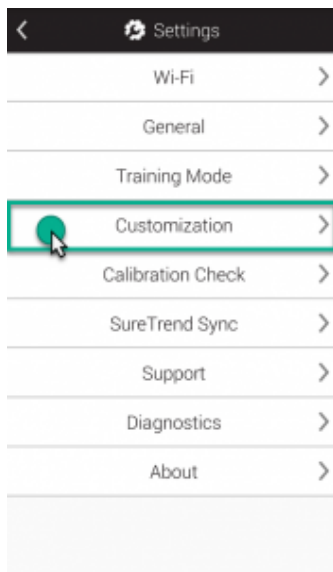 Settings
Wi-Fi
General
Training Mode
Customization
Calibration Check
SureTrend Sync
Support
Diagnostics
About